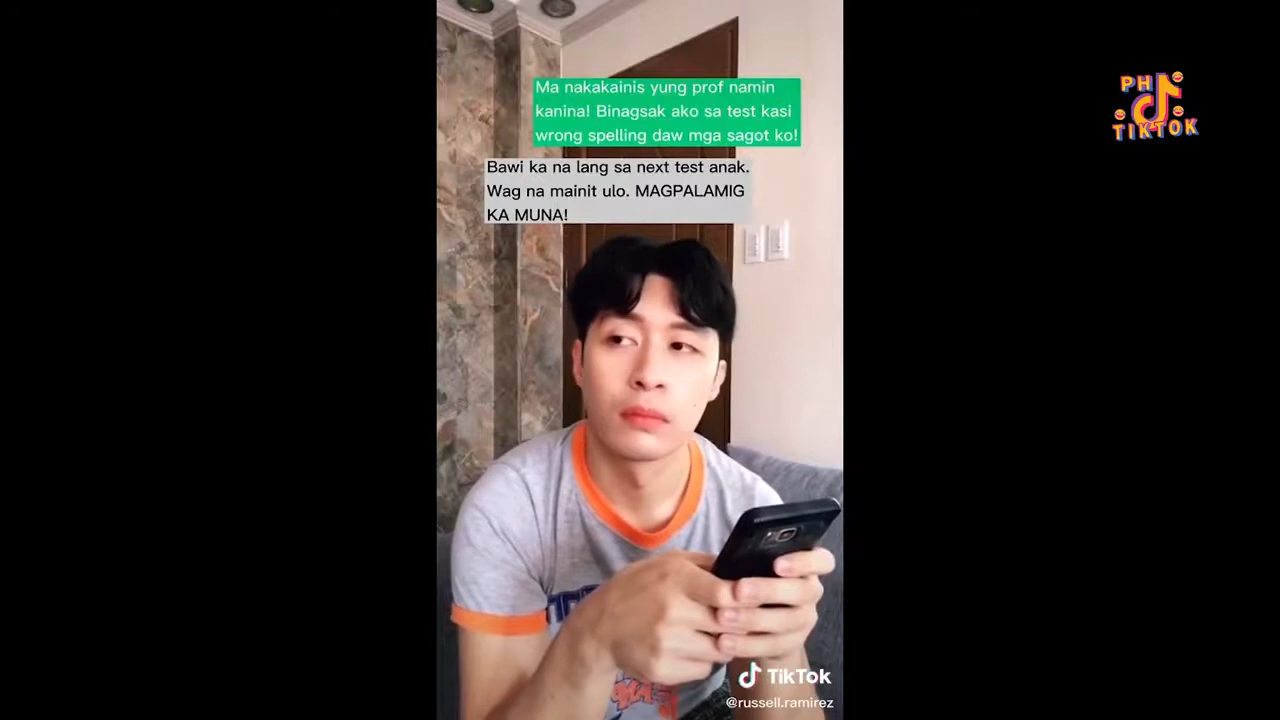 Ma nakakainis yung prof namin
kanina! Binagsak ako sa test kasi
wrong spelling daw mga sagot ko!
Bawi ka na lang sa next test anak.
Wag na mainit ulo. MAGPALAMIG
KA MUNA!
PH
TIKTOK
TikTok
@russell.ramirez